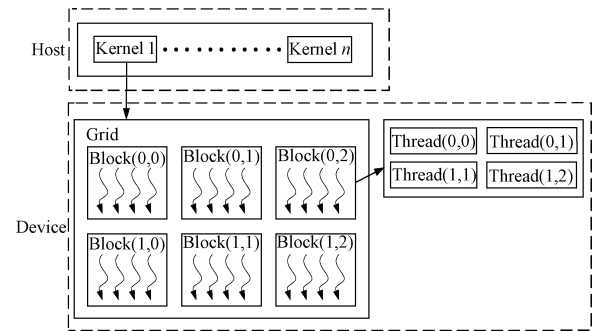 Host
Kernel 1 ··········· Kernel n
Grid
Block(0,0) Block(0,1) Block(0,2)
Thread(0,0) Thread(0,1)
Thread(1,1) Thread(1,2)
Device
Block(1,0) Block(1,1) Block(1,2)